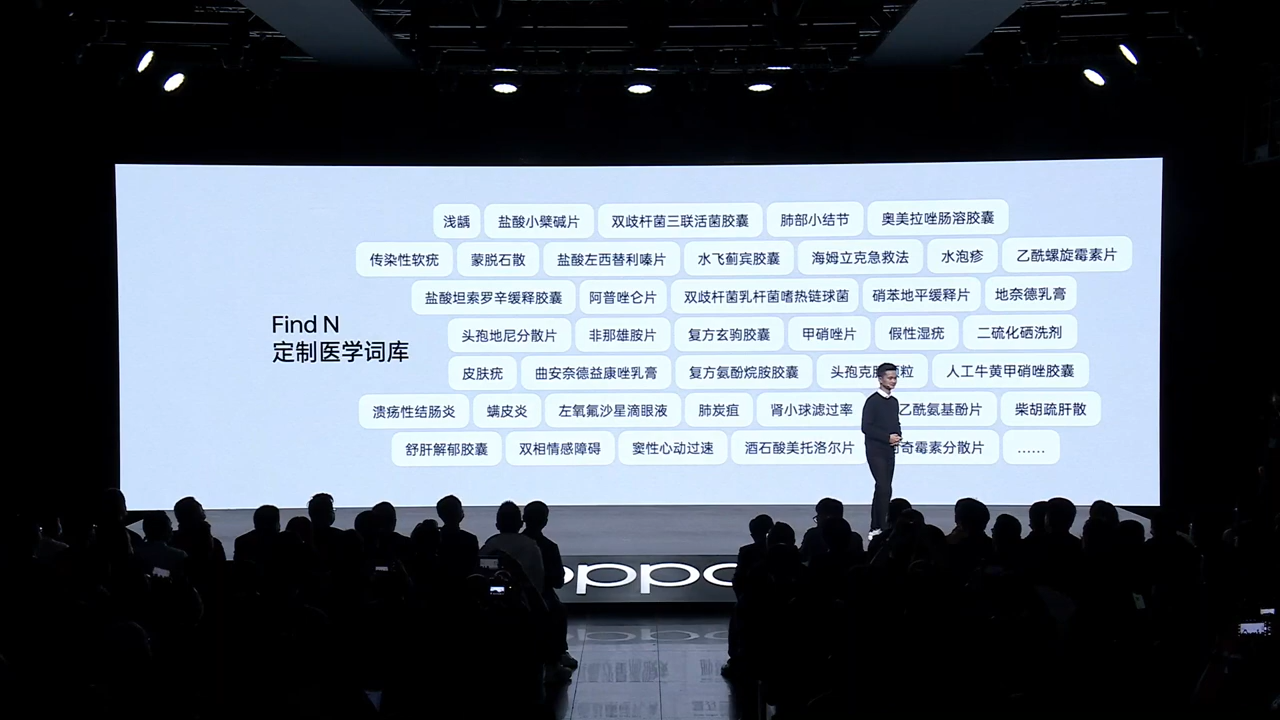 浅龋 盐酸小檗碱片 双歧杆菌三联活菌胶囊 肺部小结节 奥美拉唑肠溶胶囊
传染性软疣 蒙脱石散 盐酸左西替利嗪片 水飞蓟宾胶囊 海姆立克急救法 水泡疹 乙酰螺旋霉素片
盐酸坦索罗辛缓释胶囊 阿普唑仑片 双歧杆菌乳杆菌嗜热链球菌 硝苯地平缓释片 地奈德乳膏
Find N
定制医学词库
头孢地尼分散片 非那雄胺片 复方玄驹胶囊 甲硝唑片 假性湿疣 二硫化硒洗剂
皮肤疣 曲安奈德益康唑乳膏 复方氨酚烷胺胶囊 头孢克 颗粒 人工牛黄甲硝唑胶囊
溃疡性结肠炎 螨皮炎 左氧氟沙星滴眼液 肺炭疽 肾小球滤过率 乙酰氨基酚片 柴胡疏肝散
舒肝解郁胶囊 双相情感障碍 窦性心动过速 酒石酸美托洛尔片 奇霉素分散片 ……
oppo